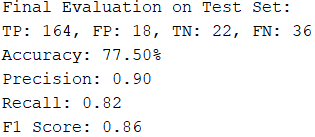 Final Evaluation on Test Set:
TP: 164, FP: 18, TN: 22, FN: 36
Accuracy: 77.50%
Precision: 0.90
Recall: 0.82
F1 Score: 0.86